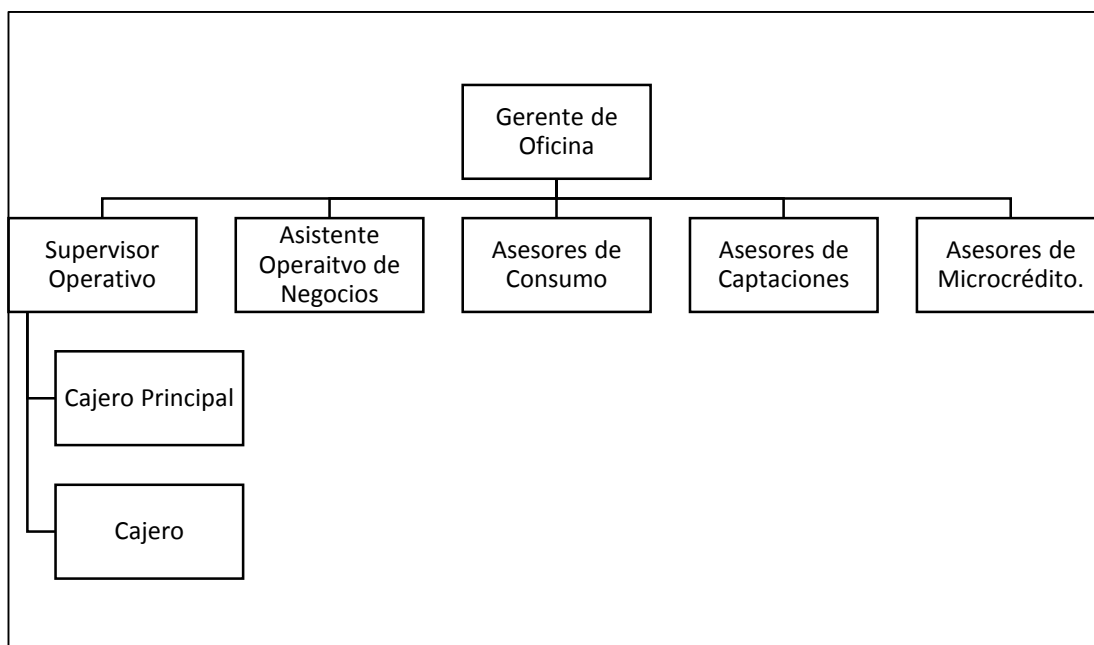 Gerente de
Oficina
Supervisor
Operativo
Asistente
Operaitvo de
Negocios
Asesores de
Consumo
Asesores de
Captaciones
Asesores de
Microcrédito.
Cajero Principal
Cajero